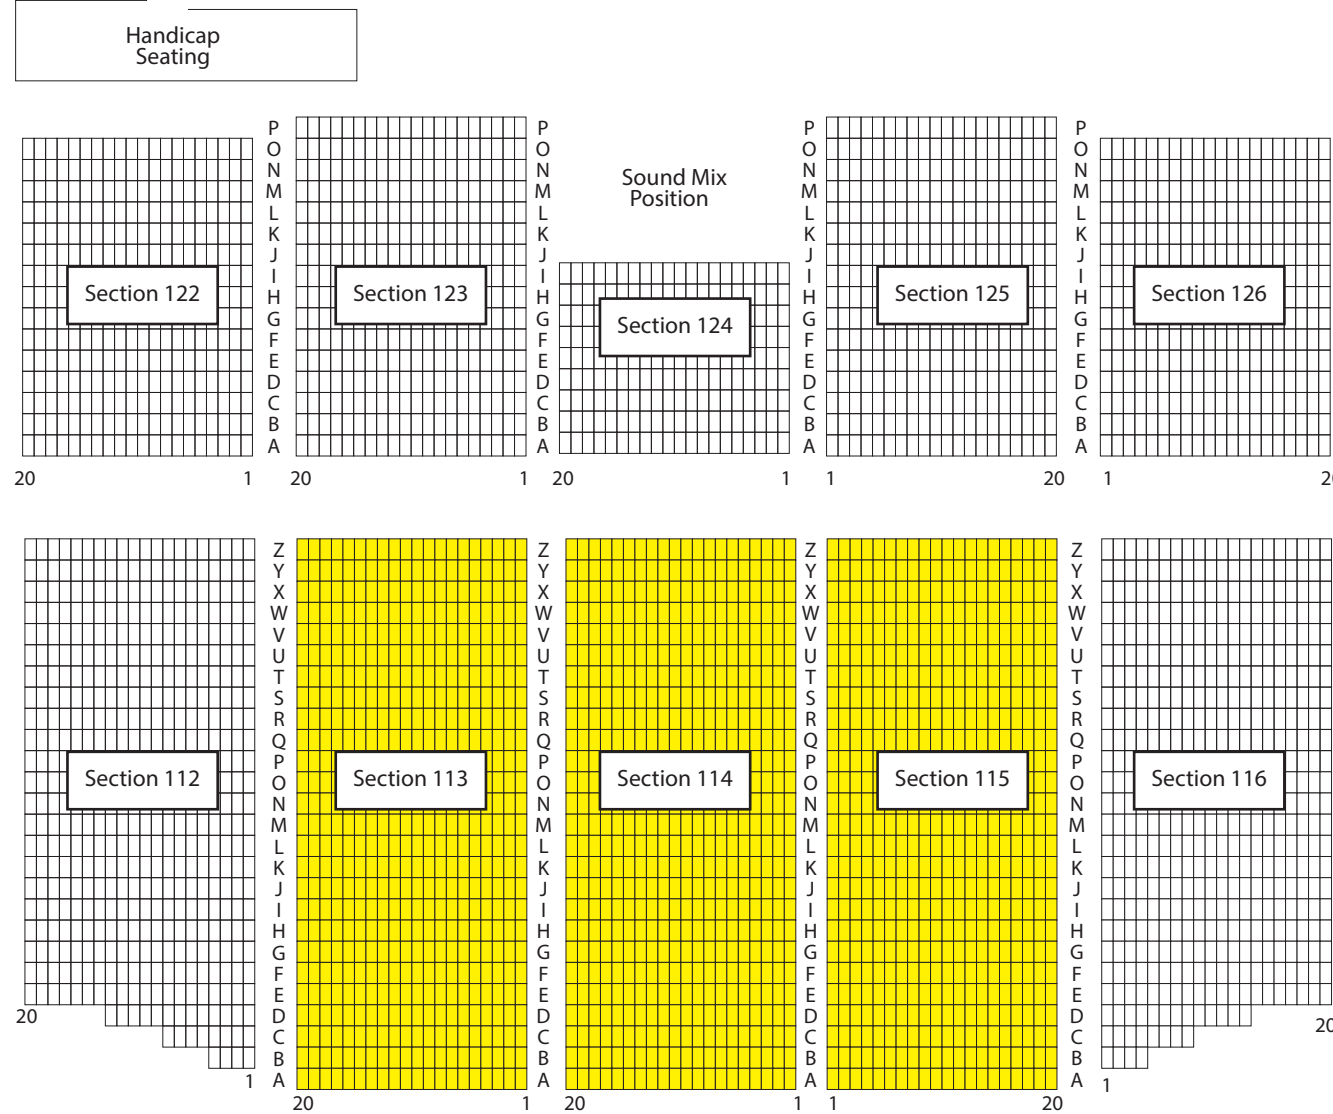 Handicap
Seating
Sound Mix
Position
P P P P
O O O O
N N N N
M M M M
L L L L
K K K K
J J J J
I I I I
H H H H
G G G G
F F F F
E E E E
D D D D
C C C C
B B B B
A A A A
Section 122 Section 123 Section 124 Section 125 Section 126
20 1 20 1 20 1 1 20 1 20
Z Z Z Z
Y Y Y Y
X X X X
W W W W
V V V V
U U U U
T T T T
S S S S
R R R R
Q Q Q Q
P P P P
O O O O
N N N N
M M M M
L L L L
K K K K
J J J J
I I I I
H H H H
G G G G
F F F F
E E E E
D D D D
C C C C
B B B B
A A A A
Section 112 Section 113 Section 114 Section 115 Section 116
20 1 20 1 20 1 1 20 1 20